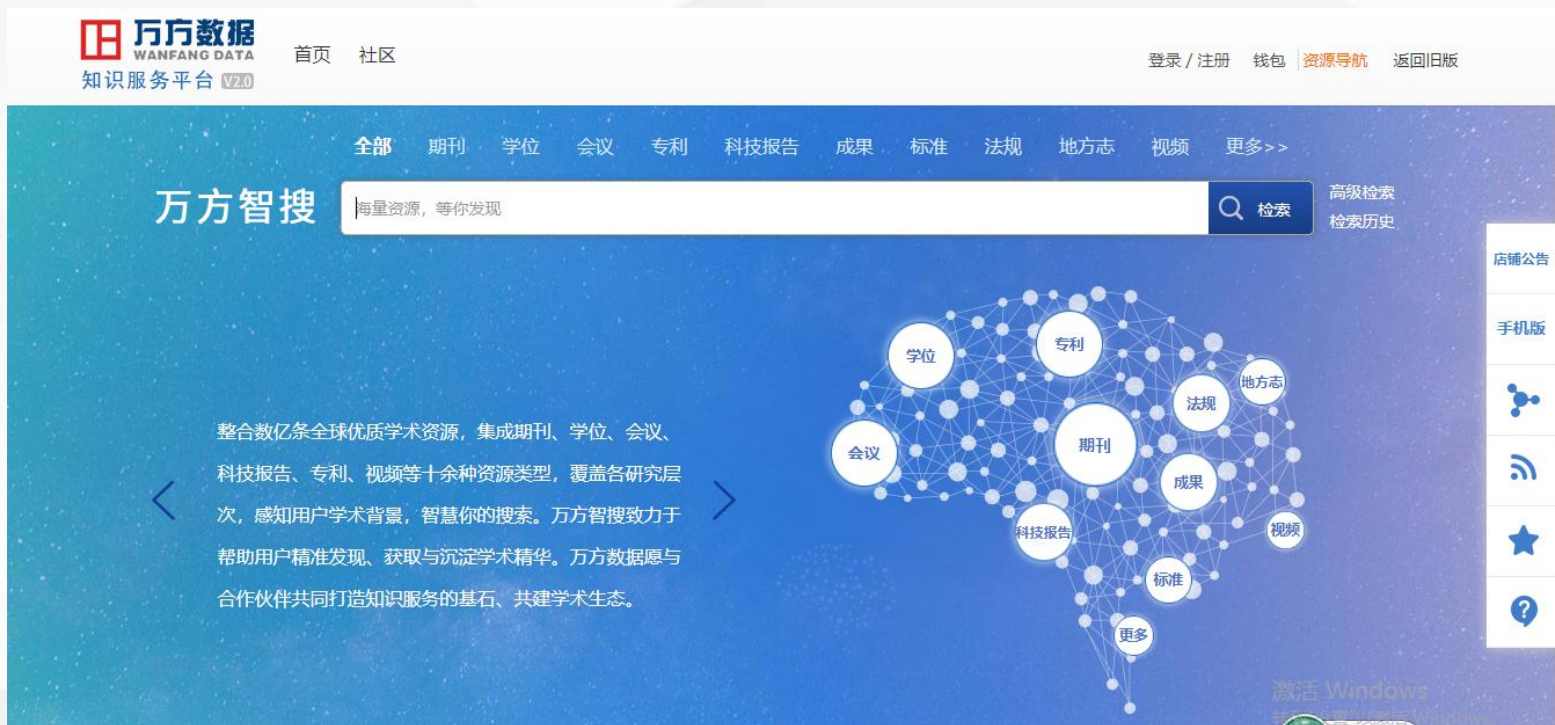 万方数据
WANFANG DATA
知识服务平台 V2.0
首页 社区
登录 / 注册 钱包 资源导航 返回旧版
全部 期刊 学位 会议 专利 科技报告 成果 标准 法规 地方志 视频 更多>>
万方智搜
海量资源，等你发现
检索
高级检索
检索历史
店铺公告
手机版
整合数亿条全球优质学术资源，集成期刊、学位、会议、
科技报告、专利、视频等十余种资源类型，覆盖各研究层
次，感知用户学术背景，智慧你的搜索。万方智搜致力于
帮助用户精准发现、获取与沉淀学术精华。万方数据愿与
合作伙伴共同打造知识服务的基石、共建学术生态。
学位
专利
地方志
法规
会议
期刊
成果
科技报告
视频
标准
更多
激活 Windows